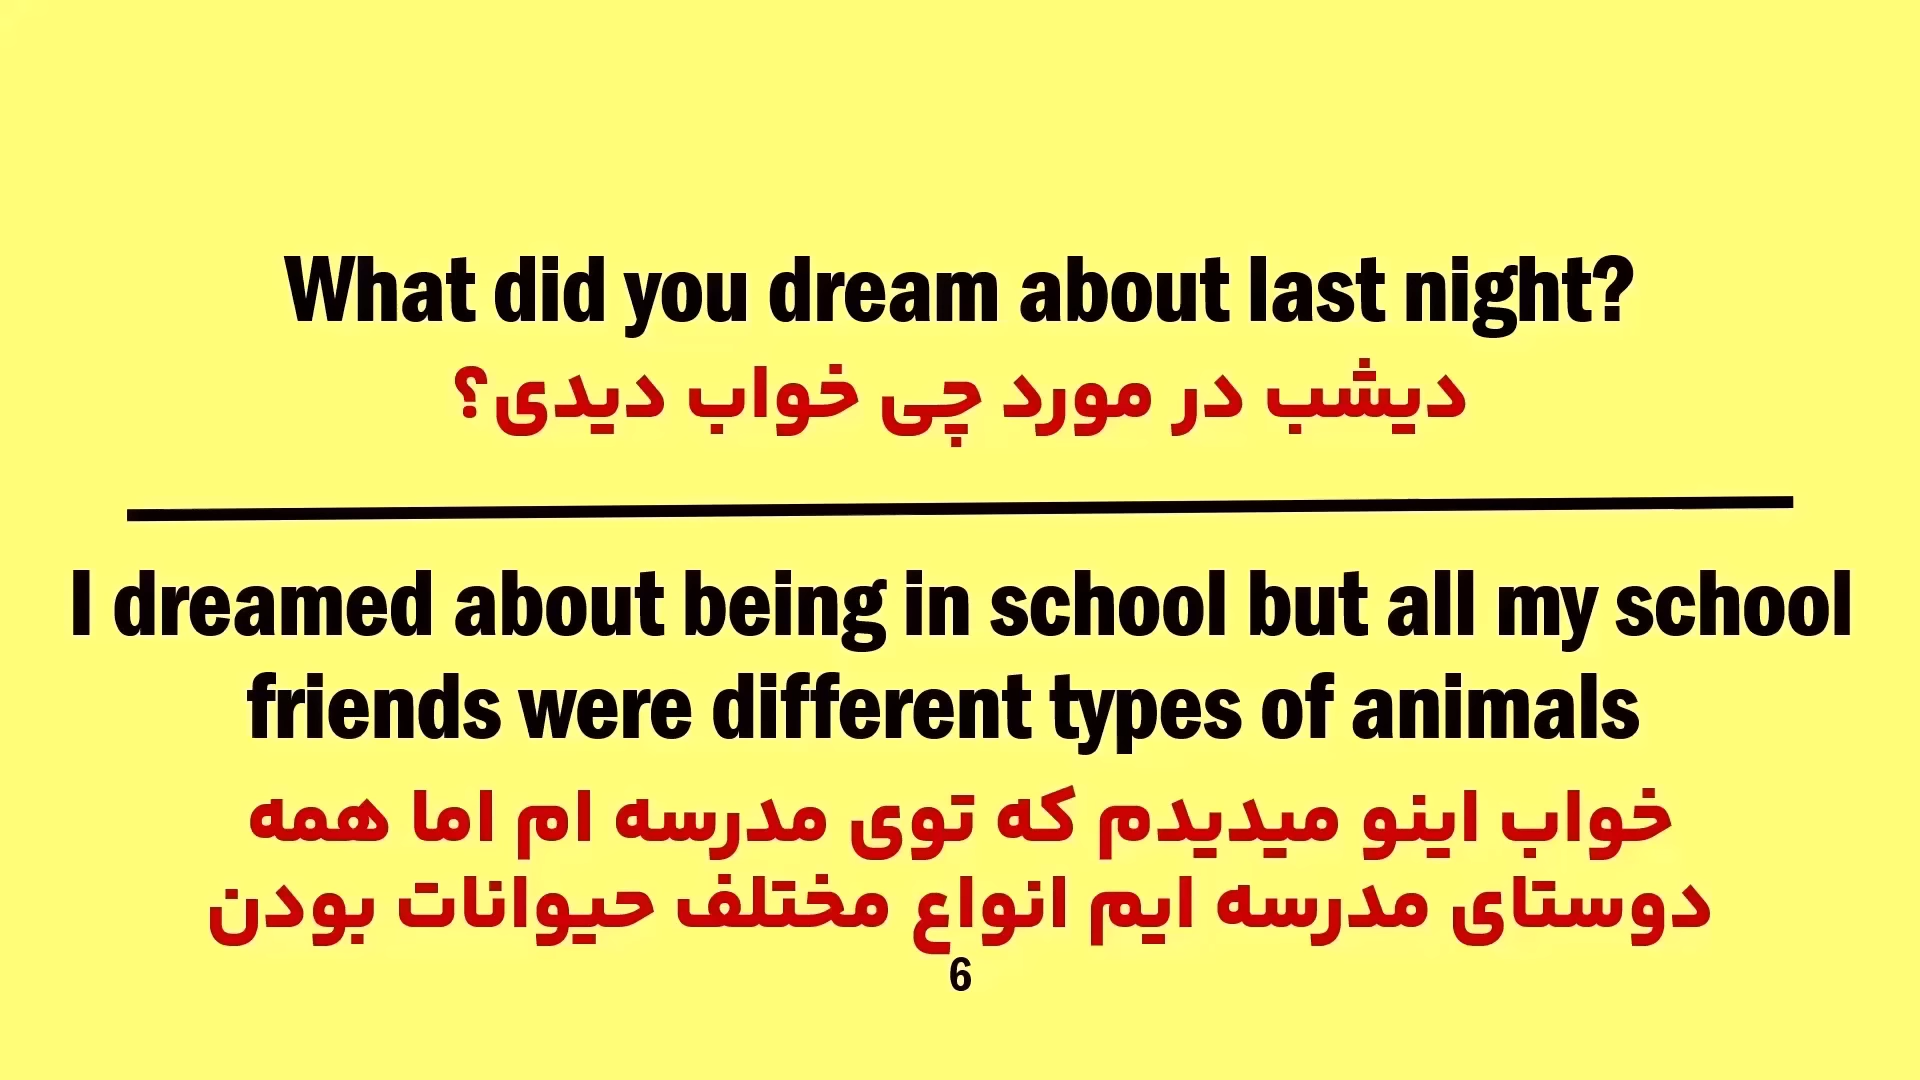 What did you dream about last night?
دیشب در مورد چی خواب دیدی؟
I dreamed about being in school but all my school
friends were different types of animals
خواب اینو میدیدم که توی مدرسه ام اما همه
دوستای مدرسه ایم انواع مختلف حیوانات بودن
6